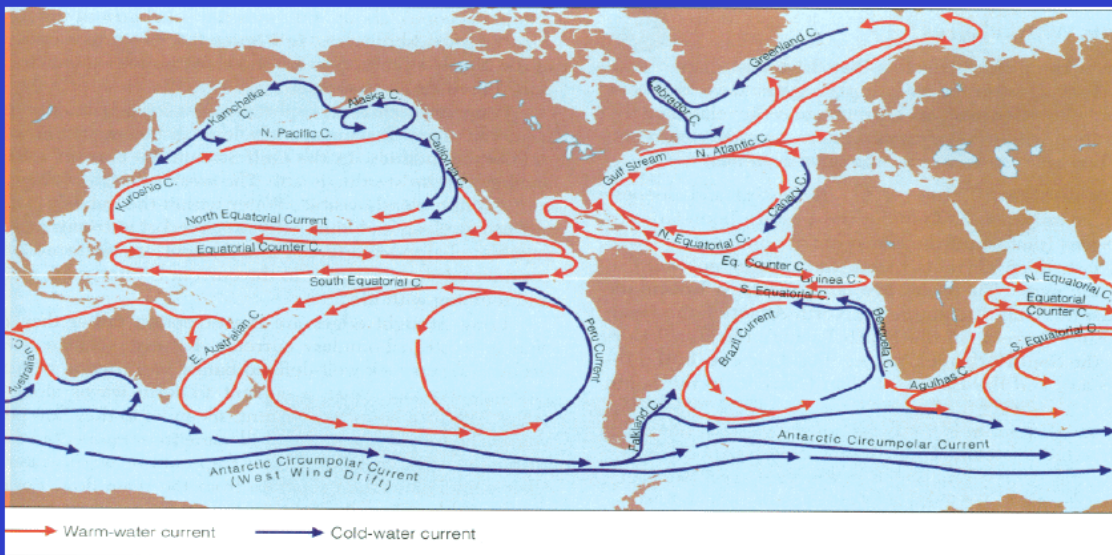 Greenland C.
Labrador C.
Kamchatka
C.
Alaska C.
N. Pacific C.
California C.
Kuroshio C.
Gulf Stream
N. Atlantic C.
Canary C.
North Equatorial Current
N. Equatorial C.
Equatorial Counter C.
Eq. Counter C.
Guinea C.
South Equatorial C.
S. Equatorial C.
N. Equatorial C.
Equatorial
Counter C.
S. Equatorial C
E. Australian C.
Australian C.
Peru Current
Brazil Current
Benguela C.
Agulhas C.
Falkland C.
Antarctic Circumpolar Current
(West Wind Drift)
Antarctic Circumpolar Current
Warm-water current
Cold-water current